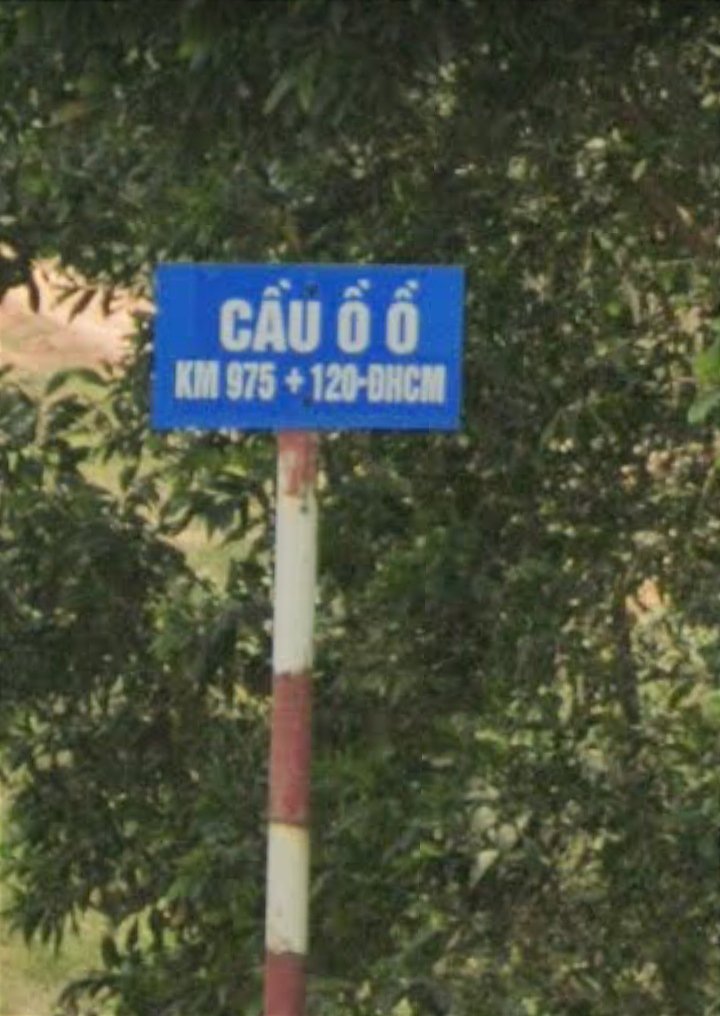 CẦU Ồ Ồ
KM 975 + 120-ĐHCM